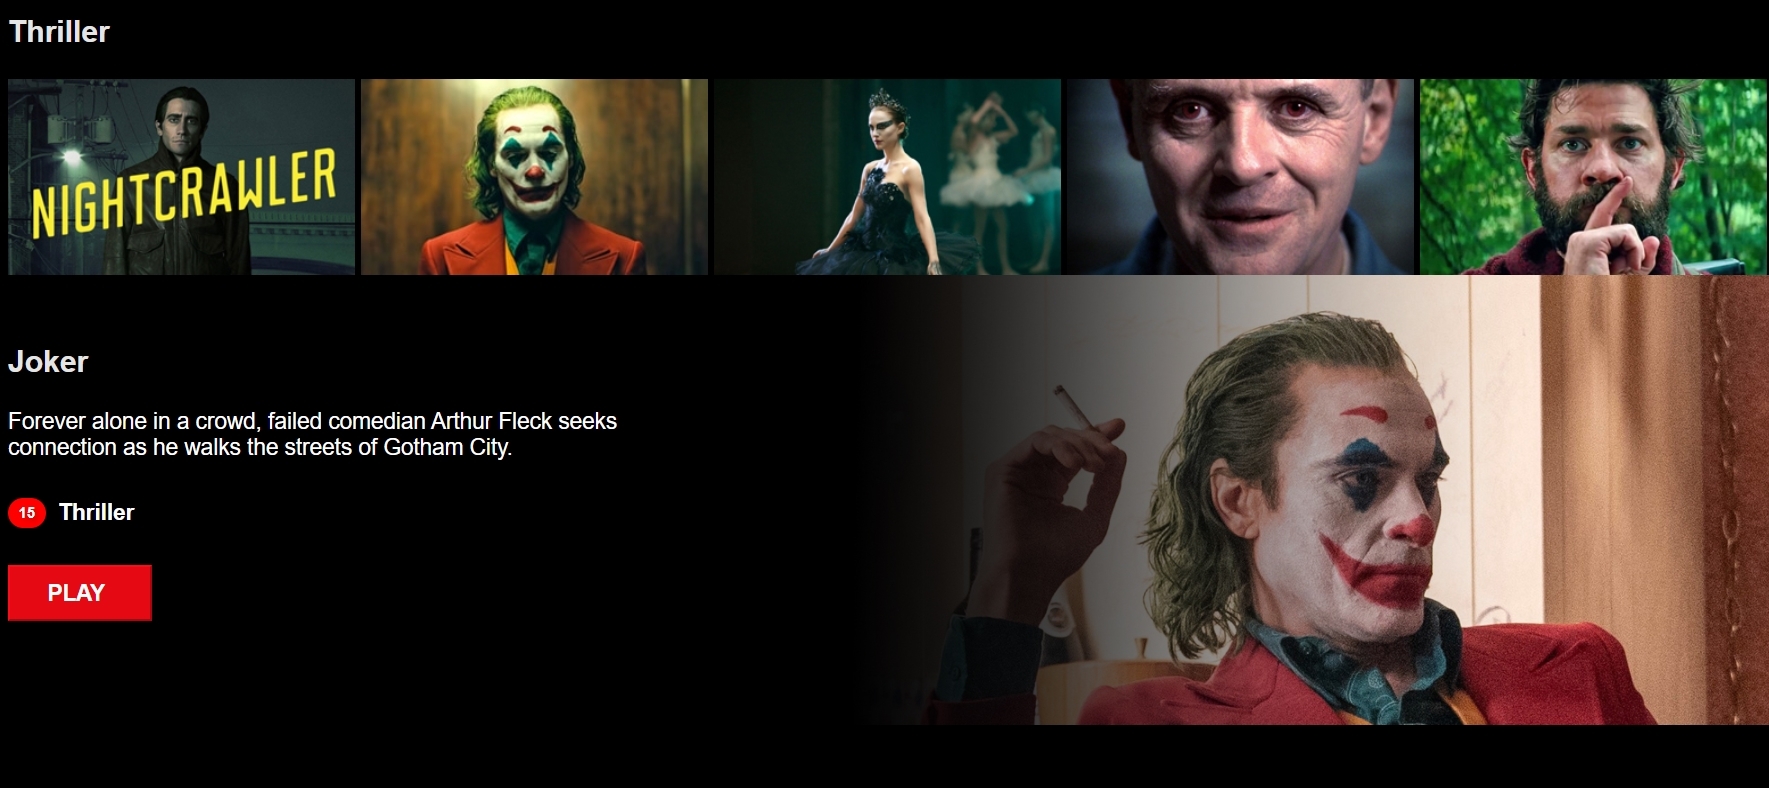 Thriller
NIGHTCRAWLER
Joker
Forever alone in a crowd, failed comedian Arthur Fleck seeks
connection as he walks the streets of Gotham City.
15 Thriller
PLAY